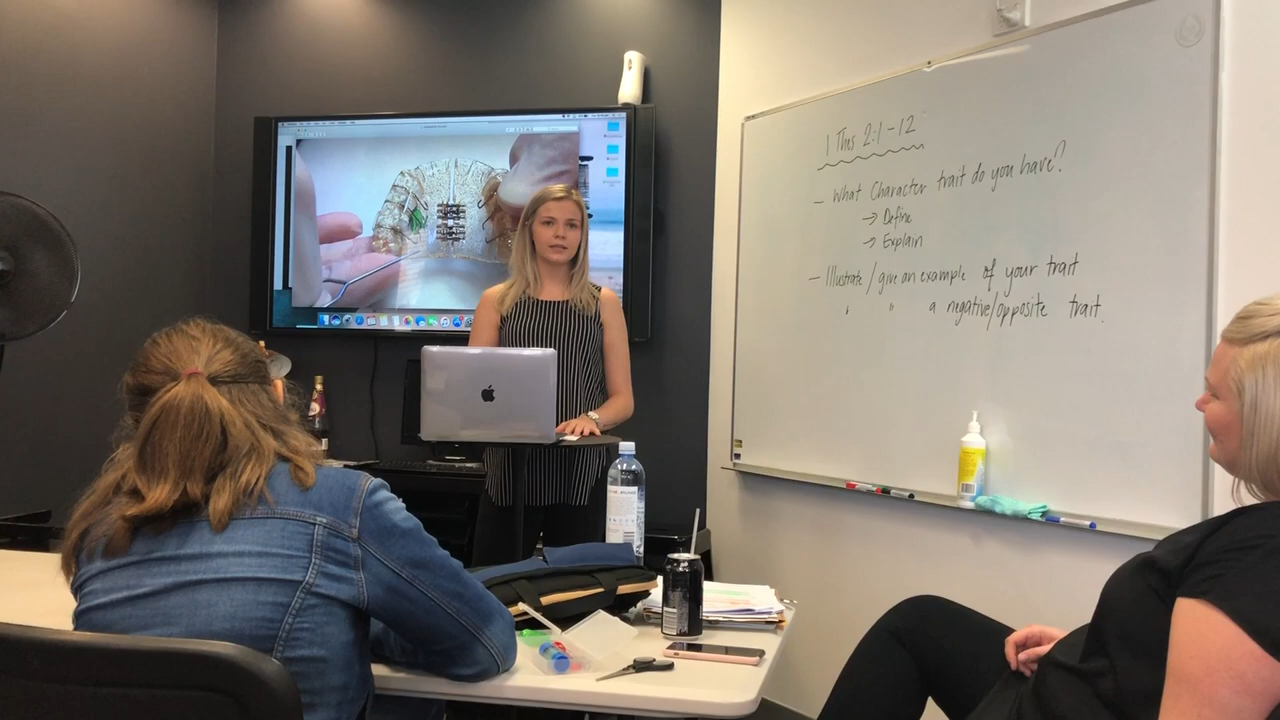 1 Thes 2:1-12
- What Character trait do you have?
→ Define
→ Explain
- Illustrate / give an example of your trait
" " a negative/opposite trait.